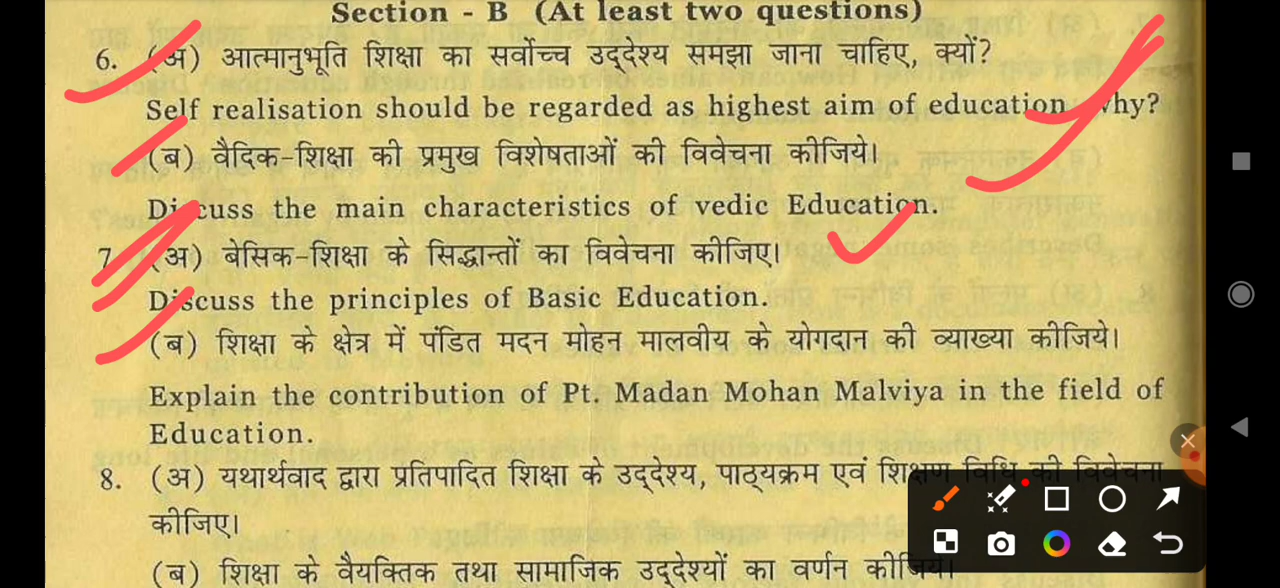 Section - B (At least two questions)
6. (अ) आत्मानुभूति शिक्षा का सर्वोच्च उद्देश्य समझा जाना चाहिए, क्यों?
Self realisation should be regarded as highest aim of education why?
(ब) वैदिक-शिक्षा की प्रमुख विशेषताओं की विवेचना कीजिये।
Discuss the main characteristics of vedic Education.
7. (अ) बेसिक-शिक्षा के सिद्धान्तों का विवेचना कीजिए।
Discuss the principles of Basic Education.
(ब) शिक्षा के क्षेत्र में पंडित मदन मोहन मालवीय के योगदान की व्याख्या कीजिये।
Explain the contribution of Pt. Madan Mohan Malviya in the field of
Education.
8. (अ) यथार्थवाद द्वारा प्रतिपादित शिक्षा के उद्देश्य, पाठ्यक्रम एवं शिक्षण विधि की विवेचना
कीजिए।
(ब) शिक्षा के वैयक्तिक तथा सामाजिक उद्देश्यों का वर्णन कीजिये।